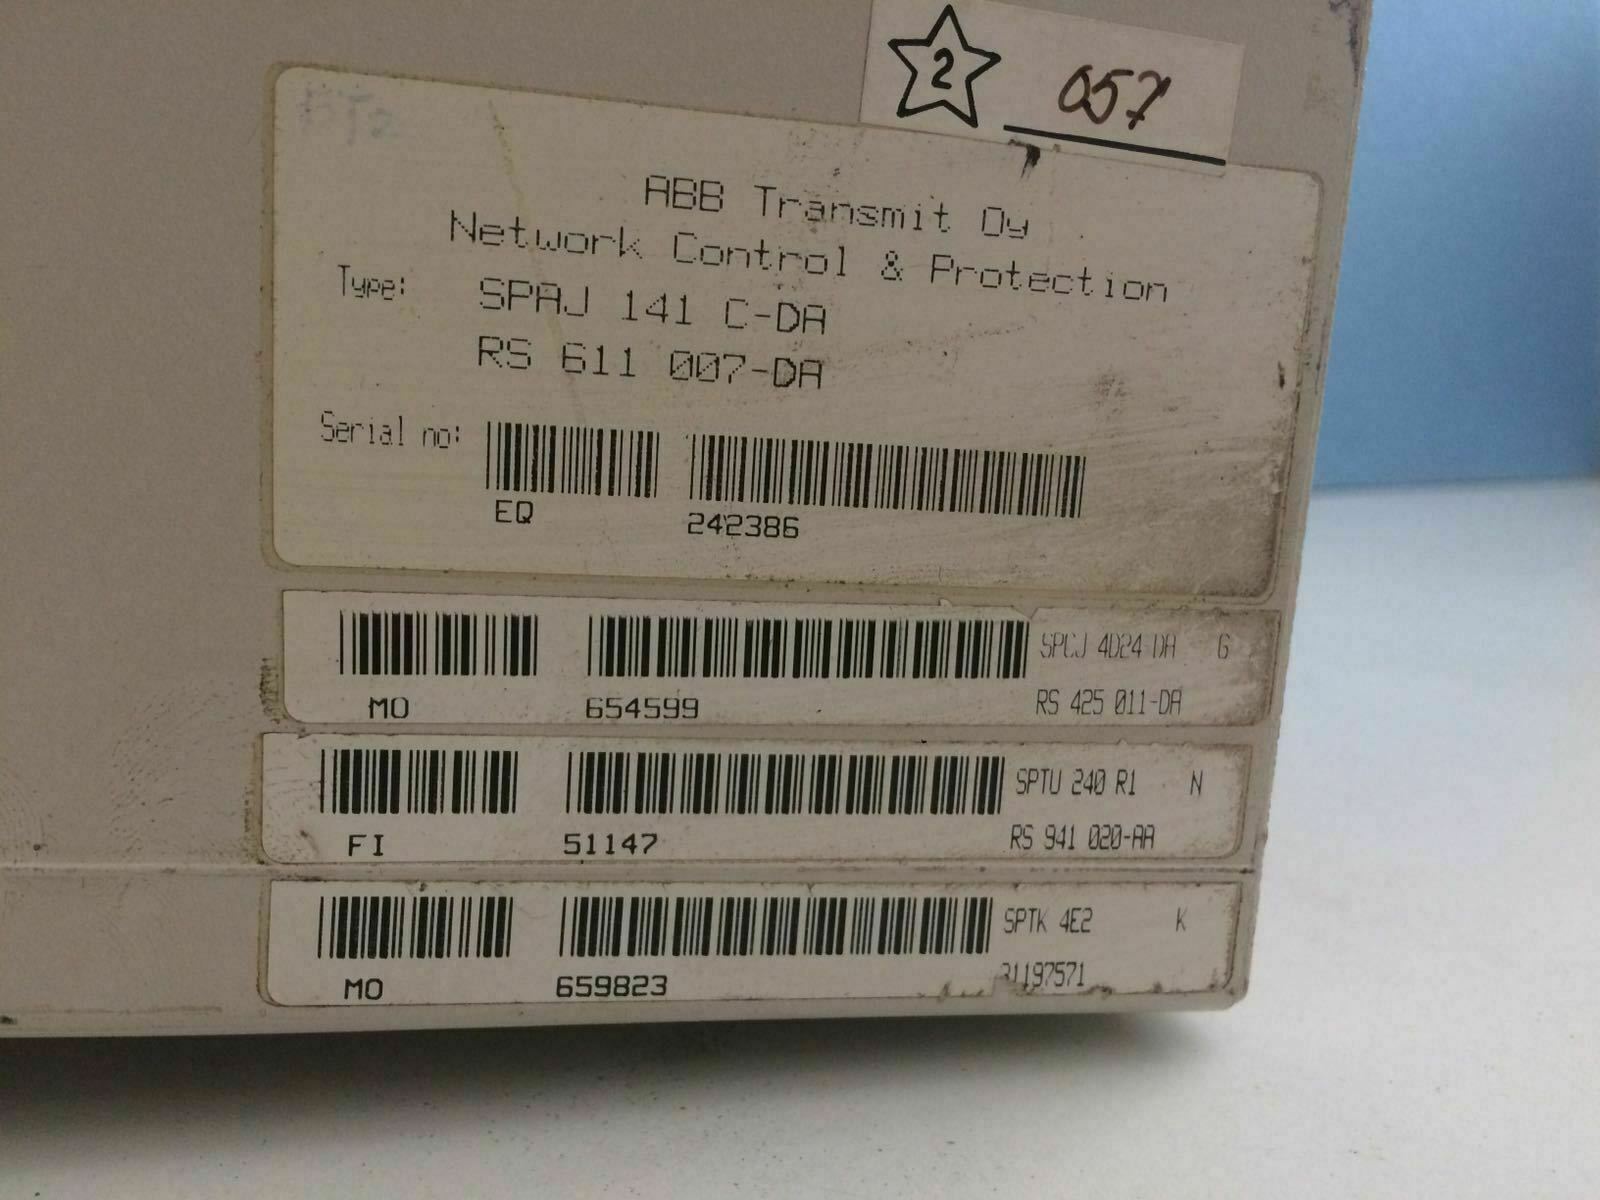 2 057
ABB Transmit Oy
Network Control & Protection
Type: SPAJ 141 C-DA
RS 611 007-DA
Serial no:
EQ 242386
SPCJ 4D24 DA G
MO 654599 RS 425 011-DA
SPTU 240 R1 N
FI 51147 RS 941 020-AA
SPTK 4E2 K
MO 659823